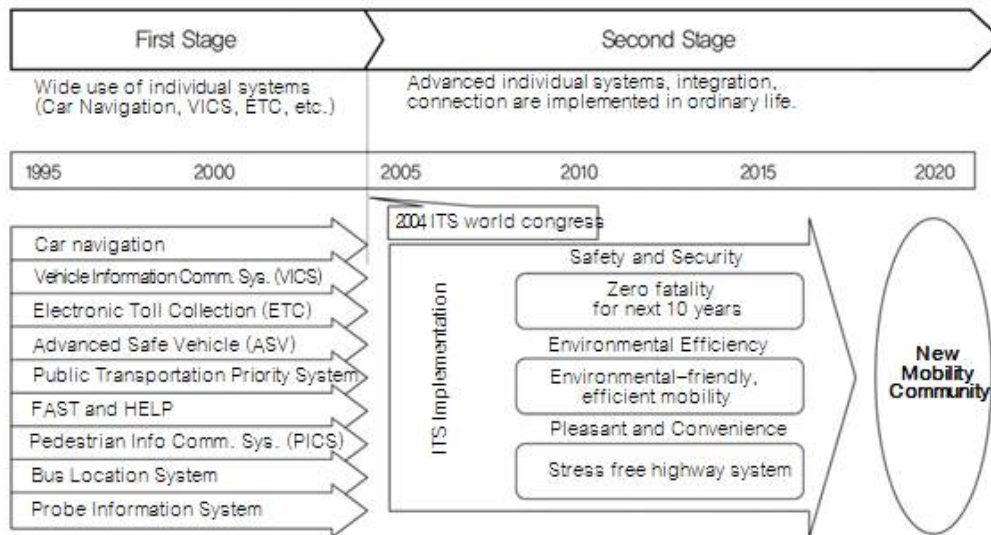 First Stage
Second Stage
Wide use of individual systems
(Car Navigation, VICS, ETC, etc.)
Advanced individual systems, integration,
connection are implemented in ordinary life.
1995
2000
2005
2010
2015
2020
2004, ITS world congress
Car navigation
Vehicle Information Comm. Sys. (VICS)
Electronic Toll Collection (ETC)
Advanced Safe Vehicle (ASV)
Public Transportation Priority System
FAST and HELP
Pedestrian Info Comm. Sys. (PICS)
Bus Location System
Probe Information System
ITS Implementation
Safety and Security
Zero fatality
for next 10 years
Environmental Efficiency
Environmental-friendly,
efficient mobility
Pleasant and Convenience
Stress free highway system
New
Mobility
Community